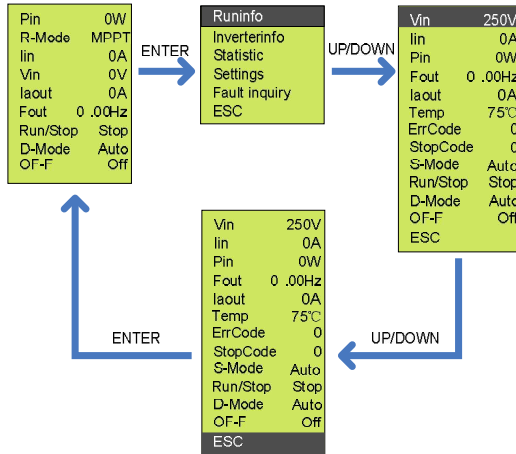 Pin 0W
R-Mode MPPT
Iin 0A
Vin 0V
Iaout 0A
Fout 0 .00Hz
Run/Stop Stop
D-Mode Auto
OF-F Off
ENTER
Runinfo
Inverterinfo
Statistic
Settings
Fault inquiry
ESC
UP/DOWN
Vin 250V
Iin 0A
Pin 0W
Fout 0 .00Hz
Iaout 0A
Temp 75℃
ErrCode 0
StopCode 0
S-Mode Auto
Run/Stop Stop
D-Mode Auto
OF-F Off
ESC
UP/DOWN
Vin 250V
Iin 0A
Pin 0W
Fout 0 .00Hz
Iaout 0A
Temp 75℃
ErrCode 0
StopCode 0
S-Mode Auto
Run/Stop Stop
D-Mode Auto
OF-F Off
ESC
ENTER